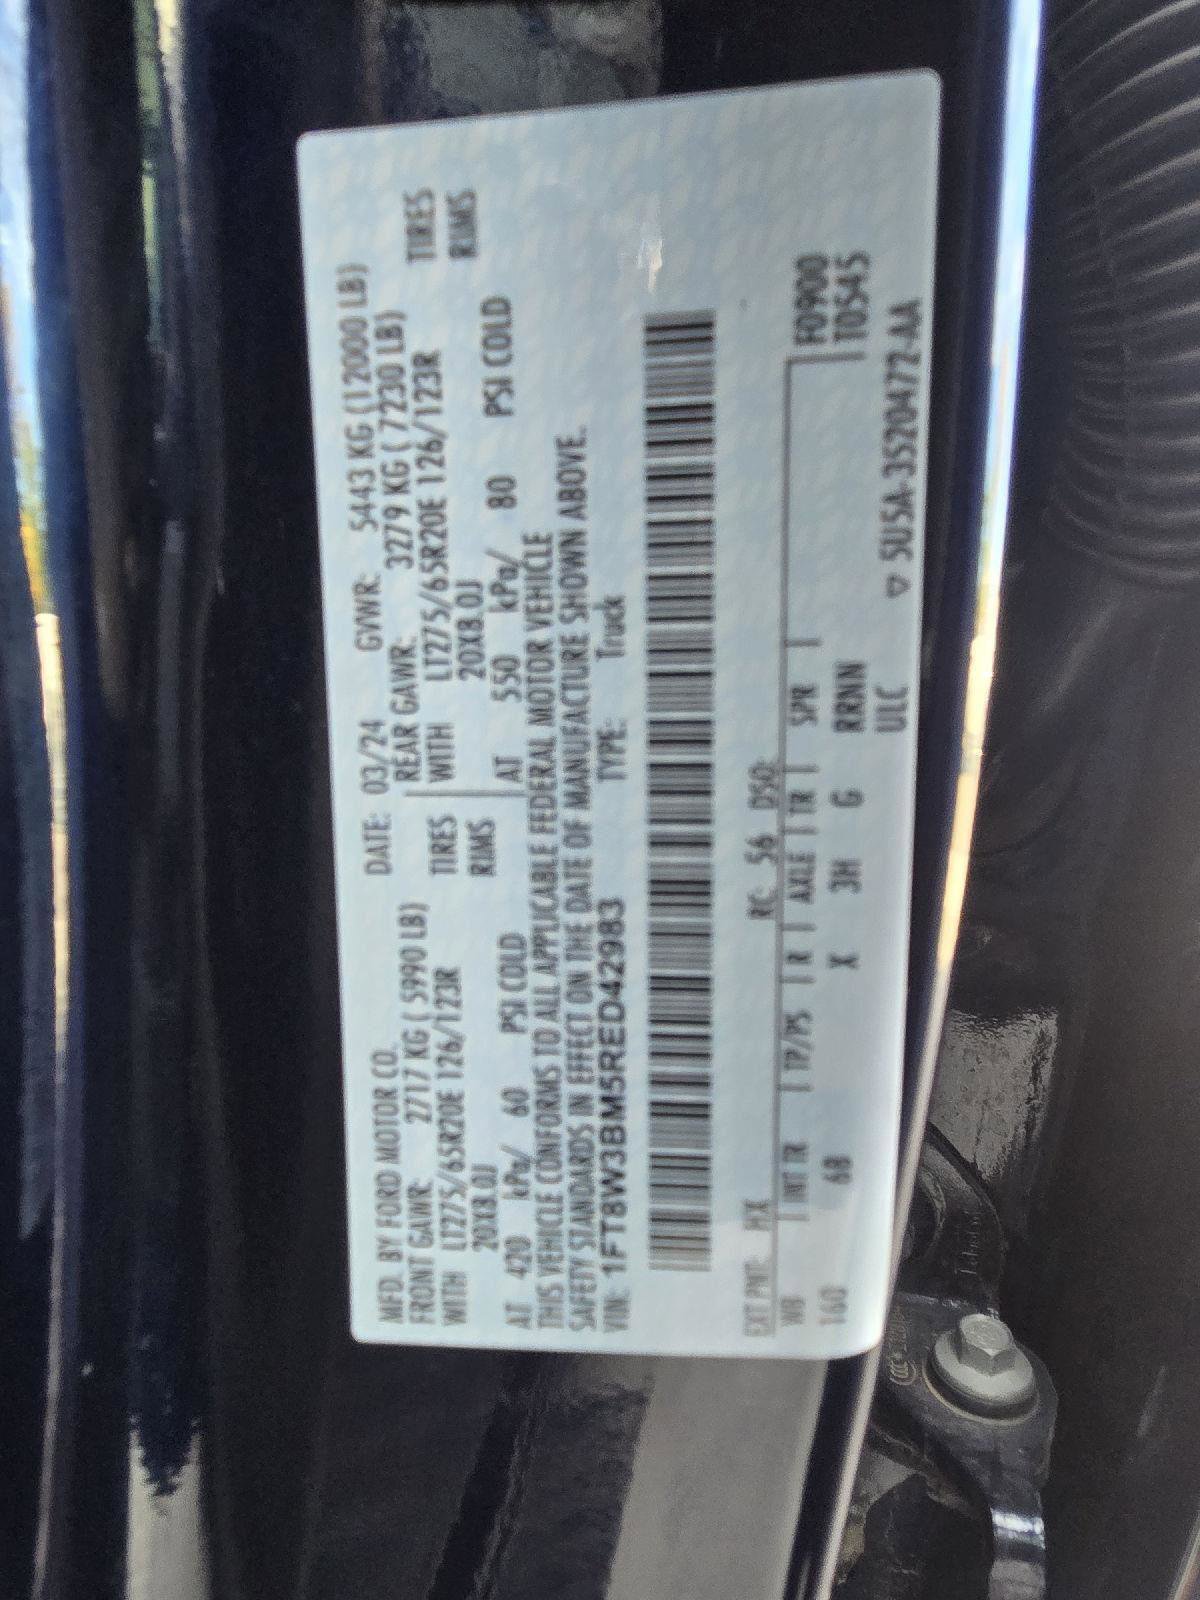 MFD. BY FORD MOTOR CO. DATE: 03/24 GVWR: 5443 KG (12000 LB)
FRONT GAWR: 2717 KG (5990 LB) REAR GAWR: 3279 KG (7230 LB)
WITH LT275/65R20E 126/123R TIRES WITH LT275/65R20E 126/123R TIRES
20X8.0J RIMS 20X8.0J RIMS
AT 420 kPa/ 60 PSI COLD AT 550 kPa/ 80 PSI COLD
THIS VEHICLE CONFORMS TO ALL APPLICABLE FEDERAL MOTOR VEHICLE
SAFETY STANDARDS IN EFFECT ON THE DATE OF MANUFACTURE SHOWN ABOVE.
VIN: 1FT8W3BM5RED42983 TYPE: Truck
EXT PNT: HX RC: 56 DSO:
WB INT TR TP/PS R AXLE TR SPR F0900
160 6B X 3H G RRNN T0545
ULC ▽ 5U5A-3520472-AA